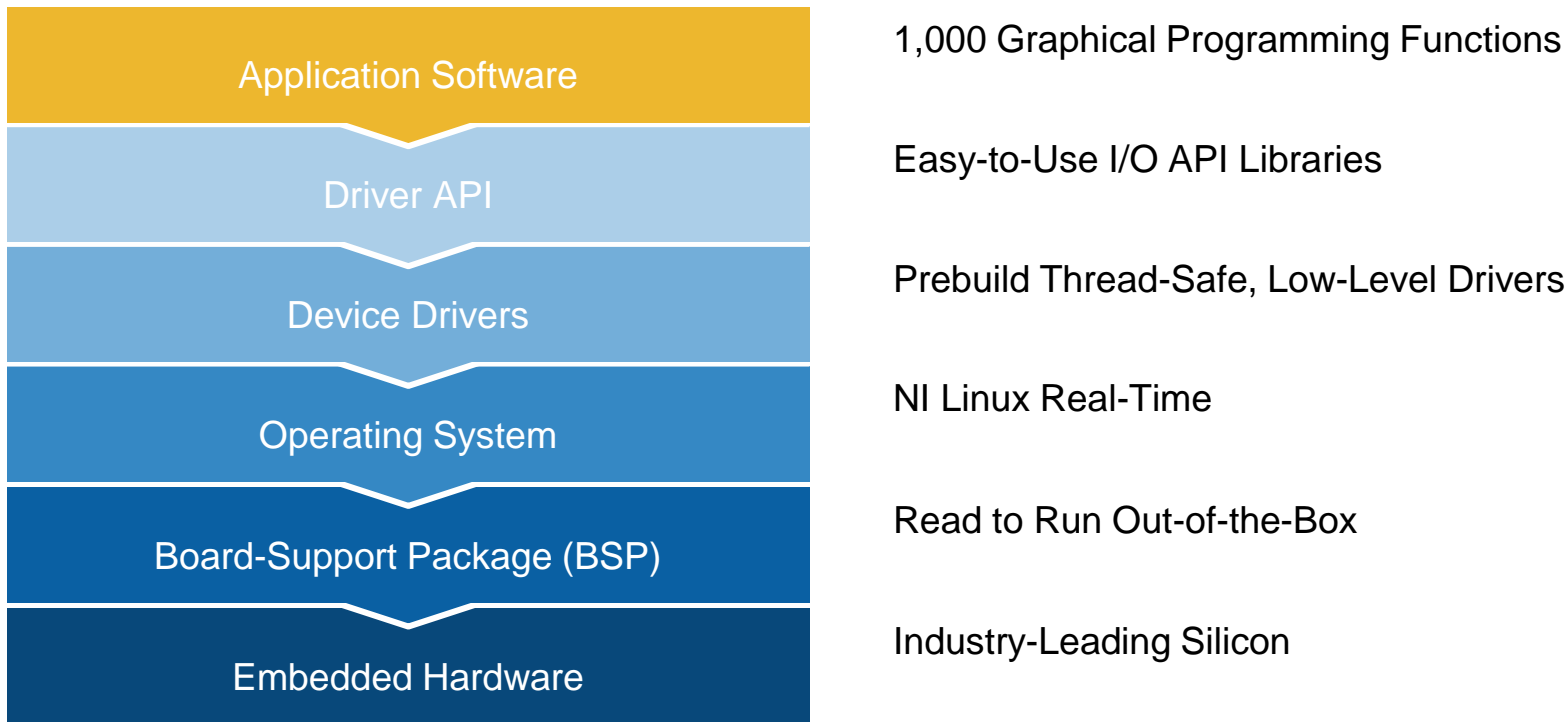 Application Software
1,000 Graphical Programming Functions
Driver API
Easy-to-Use I/O API Libraries
Device Drivers
Prebuild Thread-Safe, Low-Level Drivers
Operating System
NI Linux Real-Time
Board-Support Package (BSP)
Read to Run Out-of-the-Box
Embedded Hardware
Industry-Leading Silicon